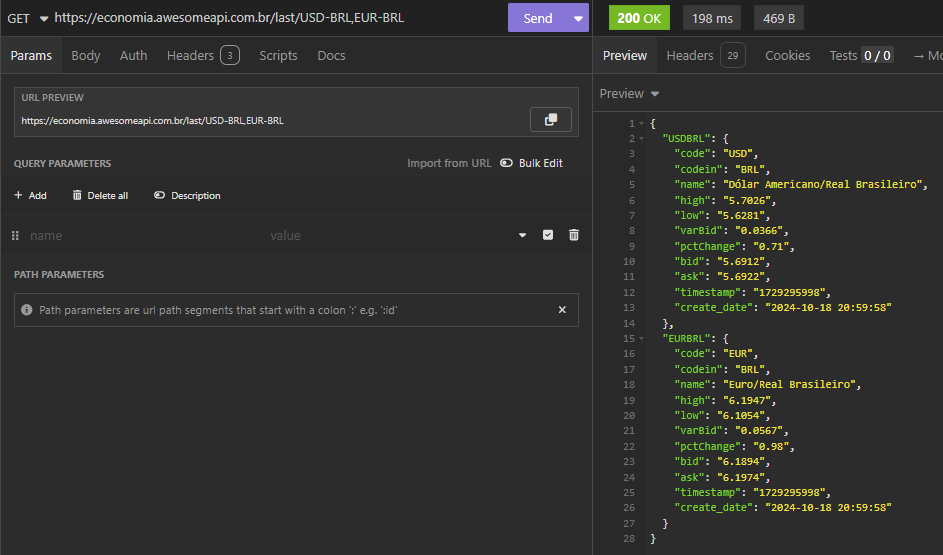 GET https://economia.awesomeapi.com.br/last/USD-BRL,EUR-BRL Send
Params Body Auth Headers 3 Scripts Docs
URL PREVIEW
https://economia.awesomeapi.com.br/last/USD-BRL,EUR-BRL
QUERY PARAMETERS Import from URL Bulk Edit
+ Add Delete all Description
name value
PATH PARAMETERS
Path parameters are url path segments that start with a colon ':' e.g. ':id'
200 OK 198 ms 469 B
Preview Headers 29 Cookies Tests 0 / 0 → Mo
Preview
1 {
2 "USDBRL": {
3 "code": "USD",
4 "codein": "BRL",
5 "name": "Dólar Americano/Real Brasileiro",
6 "high": "5.7026",
7 "low": "5.6281",
8 "varBid": "0.0366",
9 "pctChange": "0.71",
10 "bid": "5.6912",
11 "ask": "5.6922",
12 "timestamp": "1729295998",
13 "create_date": "2024-10-18 20:59:58"
14 },
15 "EURBRL": {
16 "code": "EUR",
17 "codein": "BRL",
18 "name": "Euro/Real Brasileiro",
19 "high": "6.1947",
20 "low": "6.1054",
21 "varBid": "0.0567",
22 "pctChange": "0.98",
23 "bid": "6.1894",
24 "ask": "6.1974",
25 "timestamp": "1729295998",
26 "create_date": "2024-10-18 20:59:58"
27 }
28 }